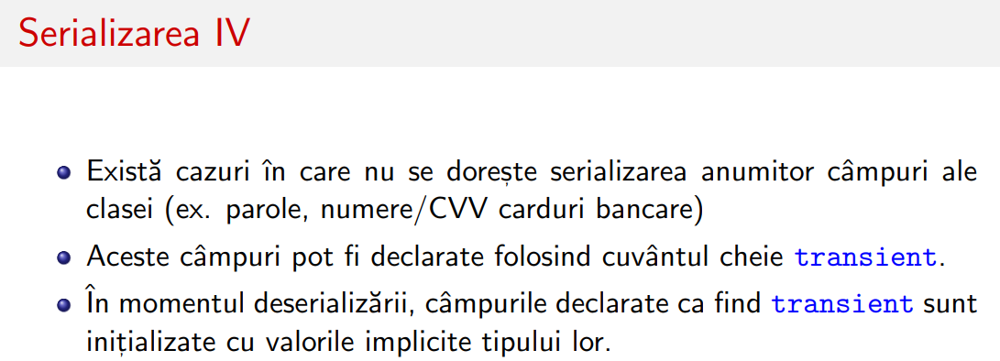 Serializarea IV
Există cazuri în care nu se dorește serializarea anumitor câmpuri ale
clasei (ex. parole, numere/CVV carduri bancare)
Aceste câmpuri pot fi declarate folosind cuvântul cheie transient.
În momentul deserializării, câmpurile declarate ca find transient sunt
inițializate cu valorile implicite tipului lor.